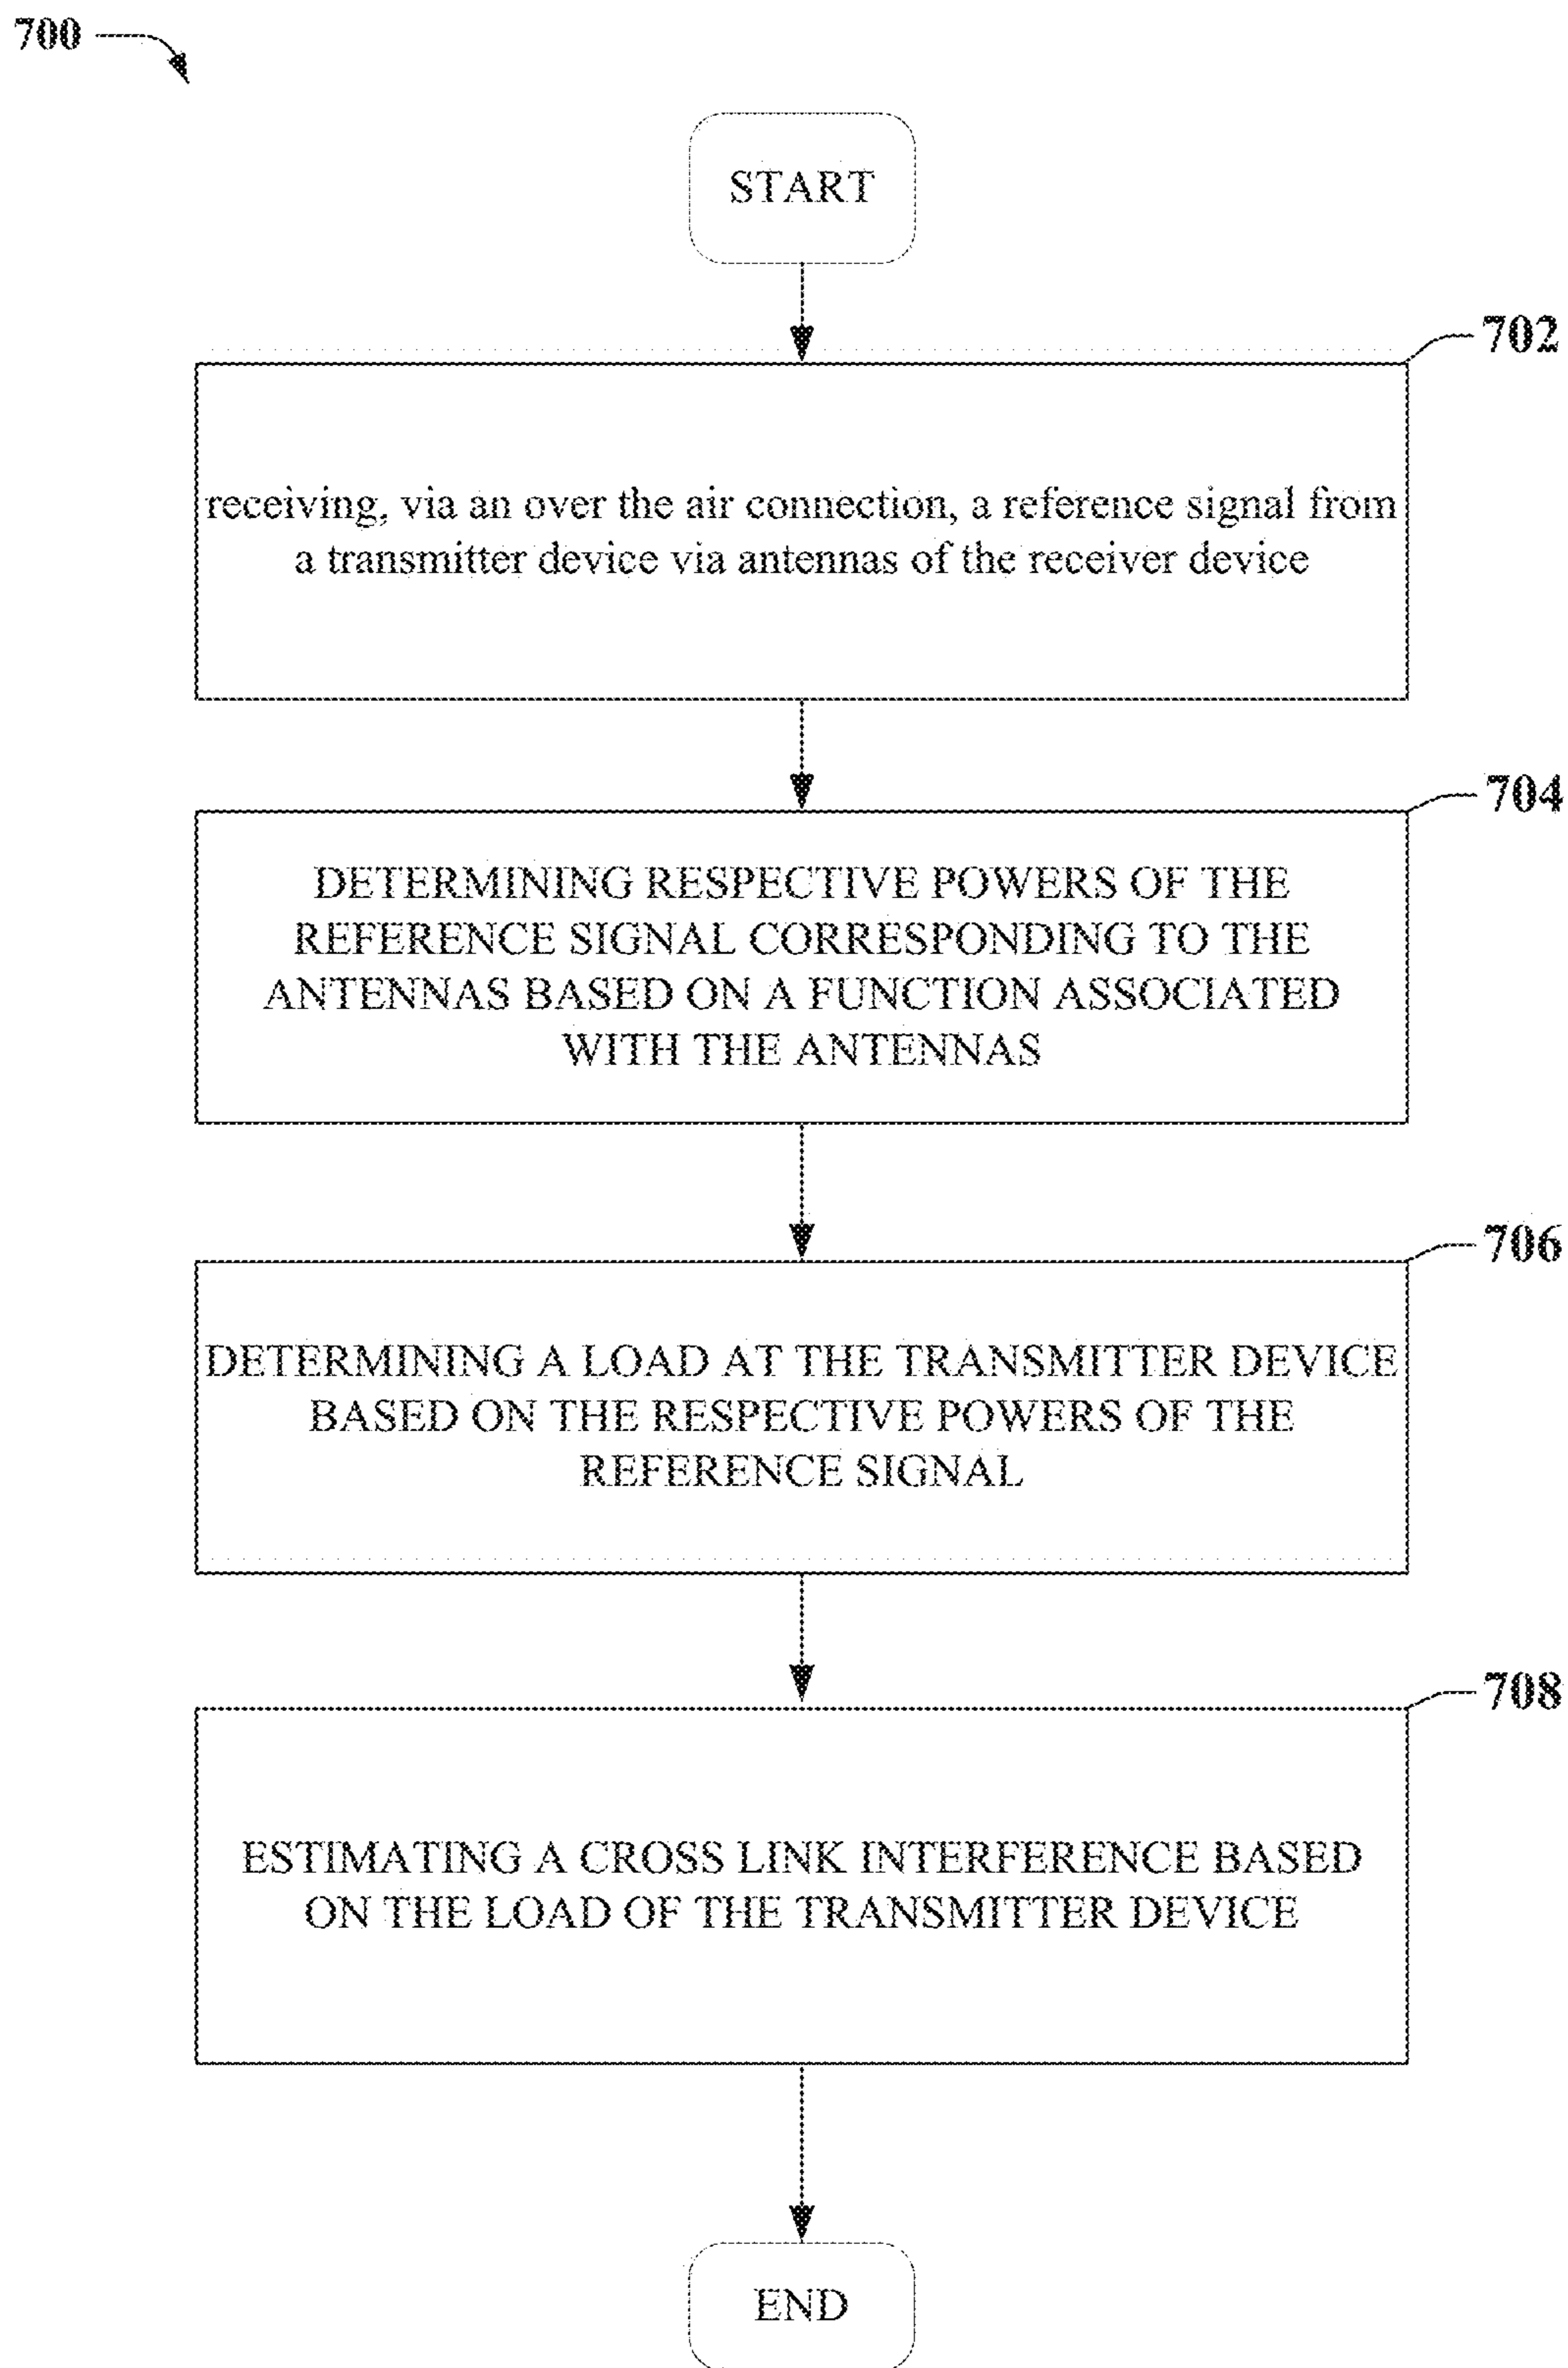 700
START
702
receiving, via an over the air connection, a reference signal from
a transmitter device via antennas of the receiver device
704
DETERMINING RESPECTIVE POWERS OF THE
REFERENCE SIGNAL CORRESPONDING TO THE
ANTENNAS BASED ON A FUNCTION ASSOCIATED
WITH THE ANTENNAS
706
DETERMINING A LOAD AT THE TRANSMITTER DEVICE
BASED ON THE RESPECTIVE POWERS OF THE
REFERENCE SIGNAL
708
ESTIMATING A CROSS LINK INTERFERENCE BASED
ON THE LOAD OF THE TRANSMITTER DEVICE
END